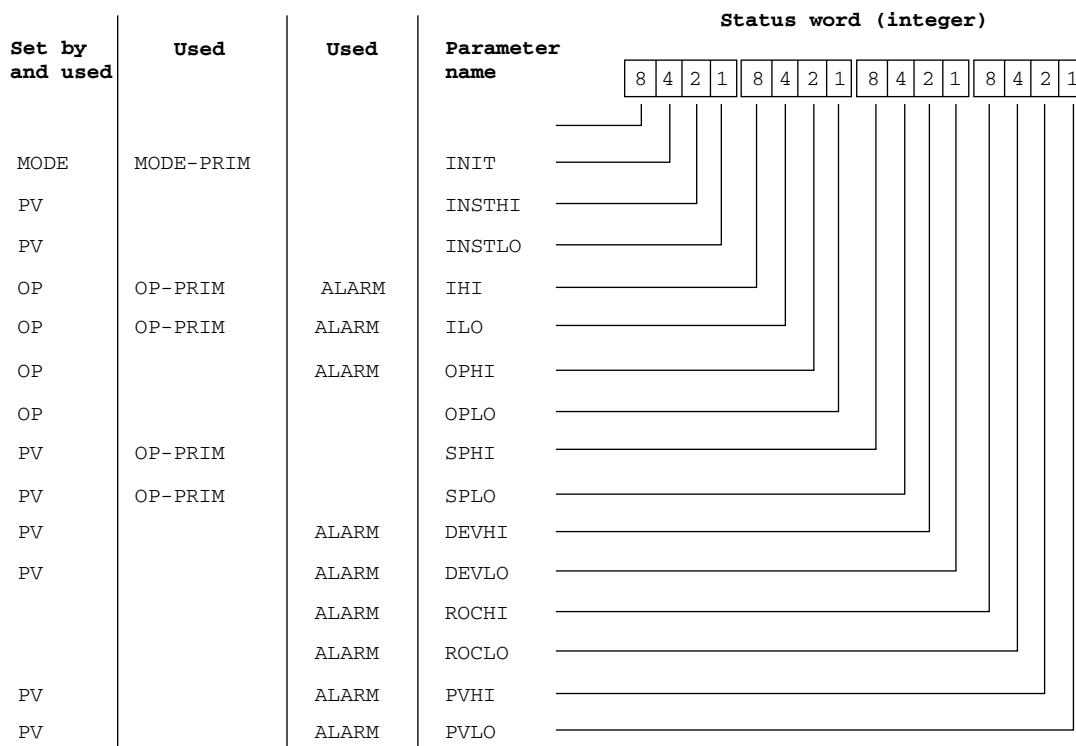 Status word (integer)
Set by and used Used Used Parameter name
8 4 2 1 8 4 2 1 8 4 2 1 8 4 2 1
MODE MODE-PRIM INIT
PV INSTHI
PV INSTLO
OP OP-PRIM ALARM IHI
OP OP-PRIM ALARM ILO
OP ALARM OPHI
OP OPLO
PV OP-PRIM SPHI
PV OP-PRIM SPLO
PV ALARM DEVHI
PV ALARM DEVLO
ALARM ROCHI
ALARM ROCLO
PV ALARM PVHI
PV ALARM PVLO